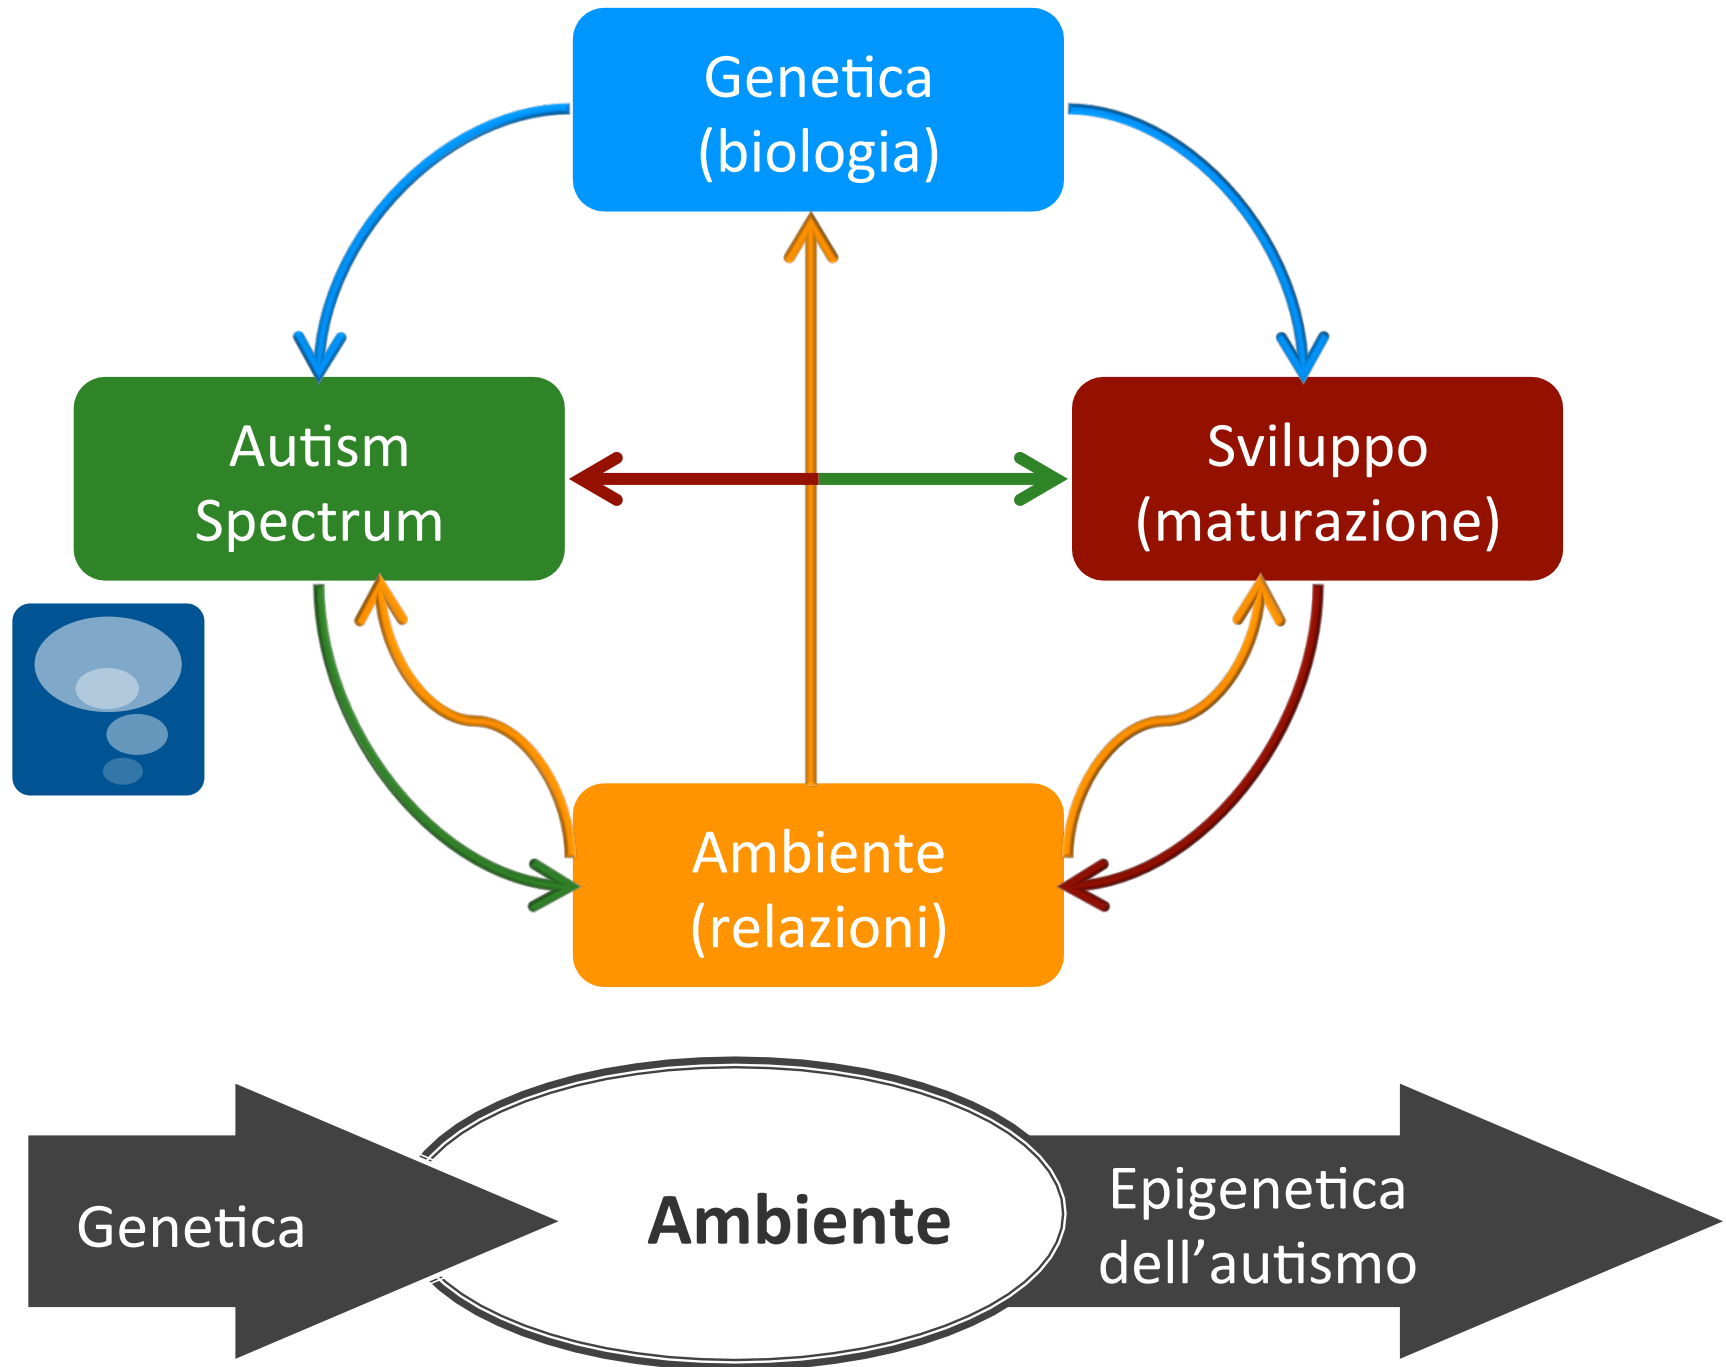 Genetica
(biologia)
Autism
Spectrum
Sviluppo
(maturazione)
Ambiente
(relazioni)
Genetica
Ambiente
Epigenetica
dell’autismo